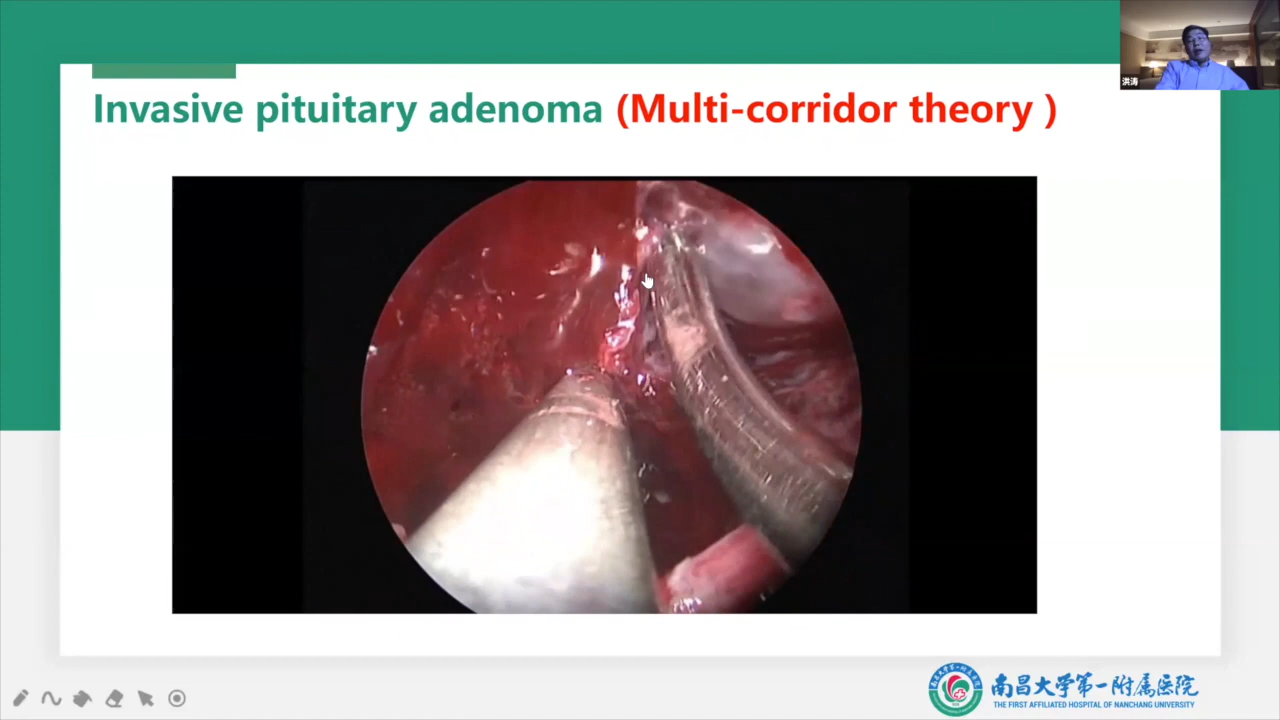 洪涛
Invasive pituitary adenoma (Multi-corridor theory )
南昌大学第一附属医院
THE FIRST AFFILIATED HOSPITAL OF NANCHANG UNIVERSITY